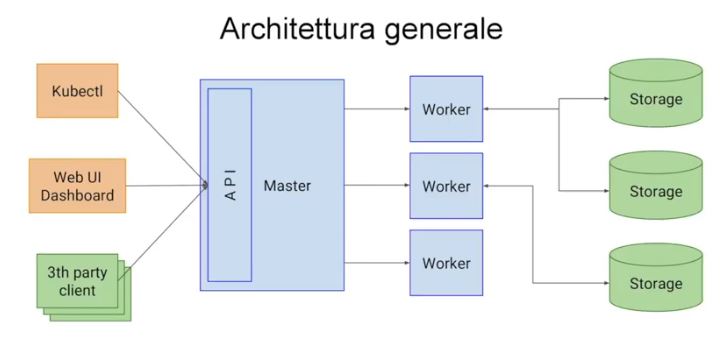 Architettura generale
Kubectl
Web UI
Dashboard
3th party
client
API
Master
Worker
Worker
Worker
Storage
Storage
Storage